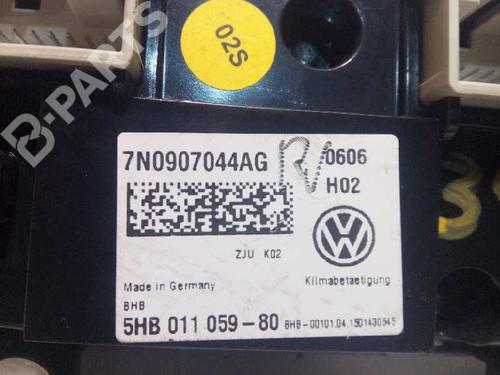 B-PARTS
02S
7N0907044AG
RV
0606
H02
ZJU K02
Made in Germany
Klimabetaetigung
BHB
5HB 011 059-80
BHB-00101.04.1501430545